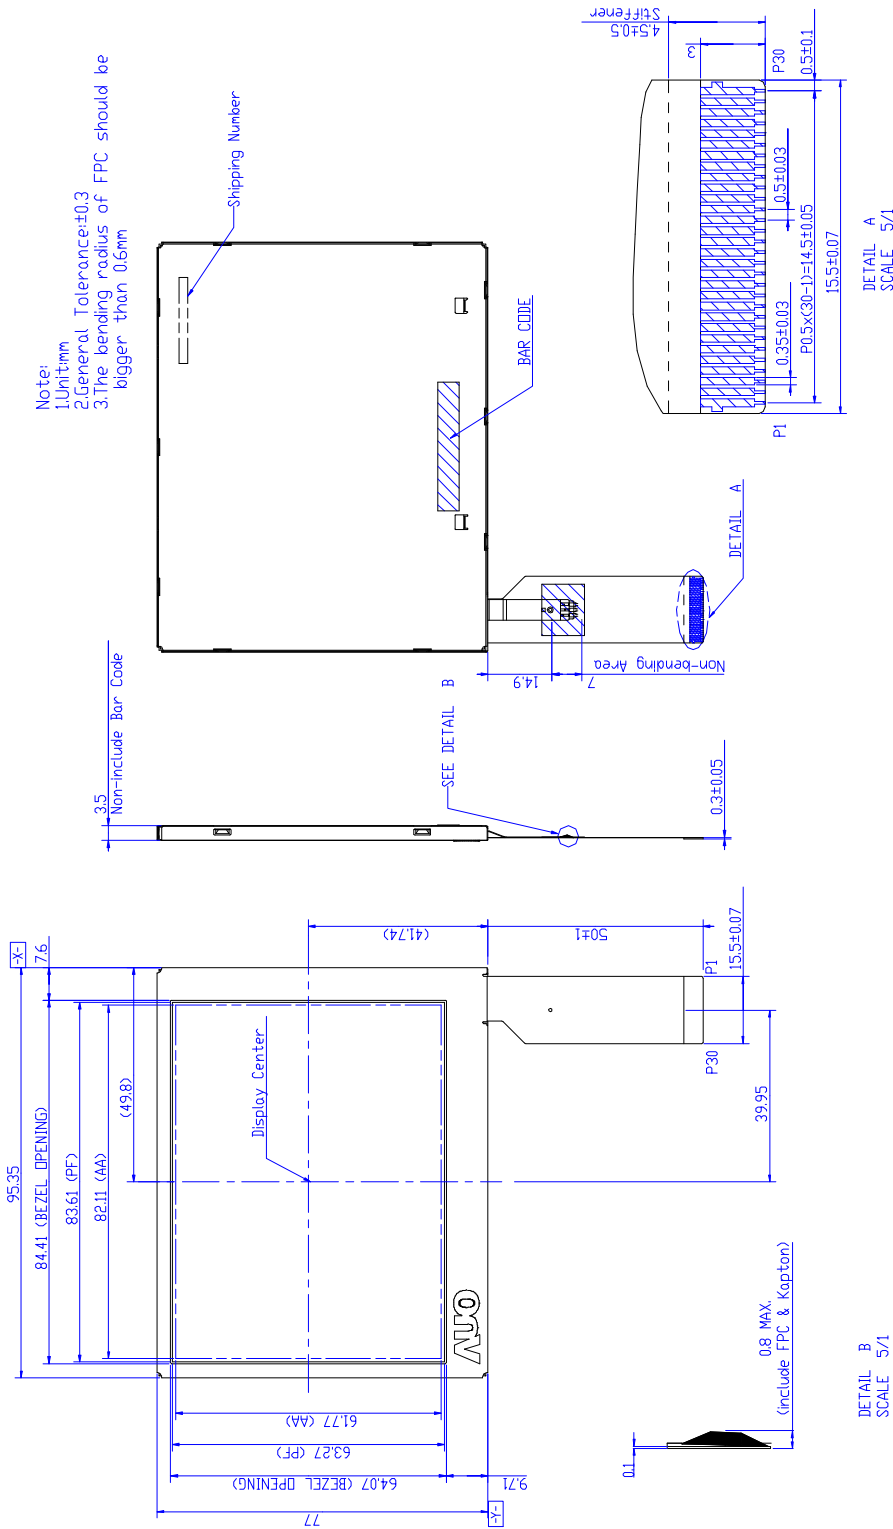 Note:
1.Unit:mm
2.General Tolerance:±0.3
3.The bending radius of FPC should be
bigger than 0.6mm
Shipping Number
BAR CODE
Non-bending Area
14.9
7
DETAIL A
4.5±0.5
Stiffener
3
P30
0.5±0.1
0.5±0.03
0.35±0.03
P0.5x(30-1)=14.5±0.05
15.5±0.07
P1
DETAIL A
SCALE 5/1
3.5
Non-include Bar Code
SEE DETAIL B
0.3±0.05
-X-
95.35
7.6
84.41 (BEZEL OPENING)
83.61 (PF)
82.11 (AA)
(49.8)
Display Center
(41.74)
50±1
P1
15.5±0.07
P30
39.95
AUO
61.77 (AA)
63.27 (PF)
64.07 (BEZEL OPENING)
9.71
77
-Y-
0.1
0.8 MAX.
(include FPC & Kapton)
DETAIL B
SCALE 5/1